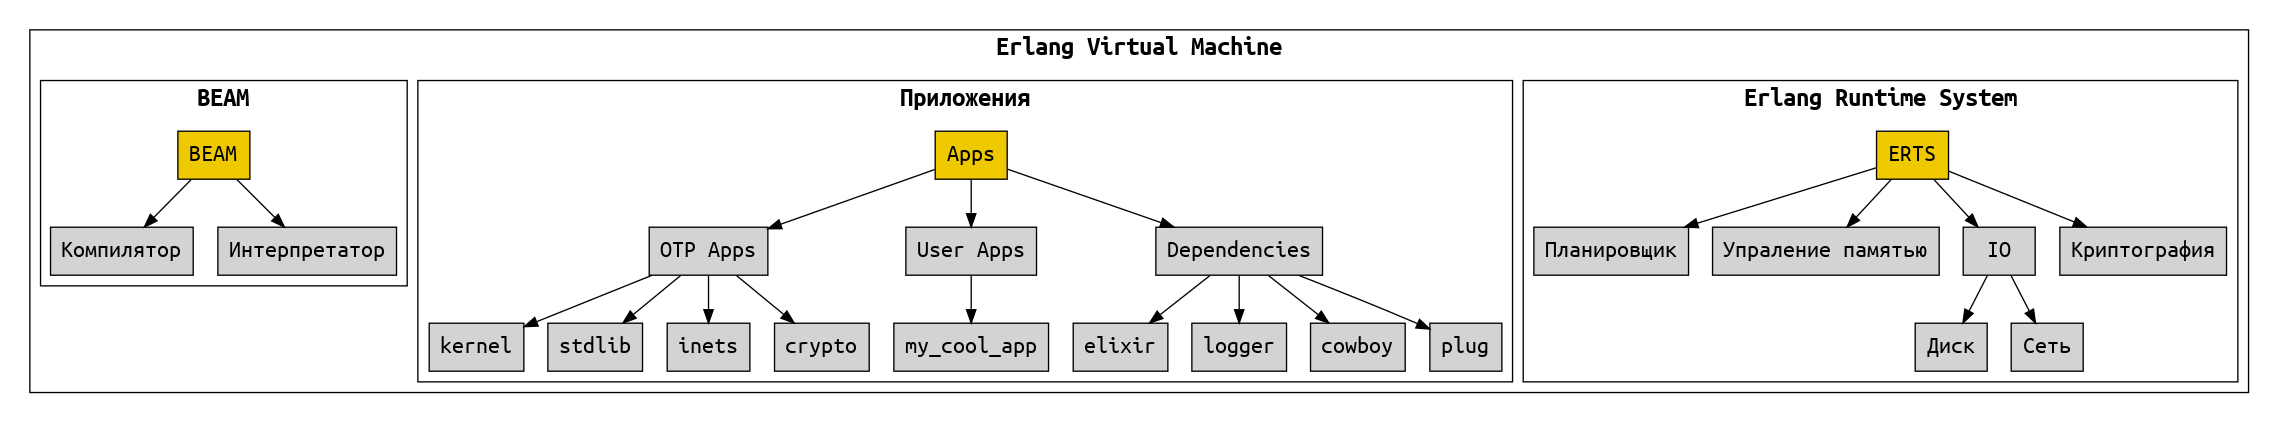 Erlang Virtual Machine
BEAM
BEAM
Компилятор
Интерпретатор
Приложения
Apps
OTP Apps
User Apps
Dependencies
kernel
stdlib
inets
crypto
my_cool_app
elixir
logger
cowboy
plug
Erlang Runtime System
ERTS
Планировщик
Упраление памятью
IO
Криптография
Диск
Сеть